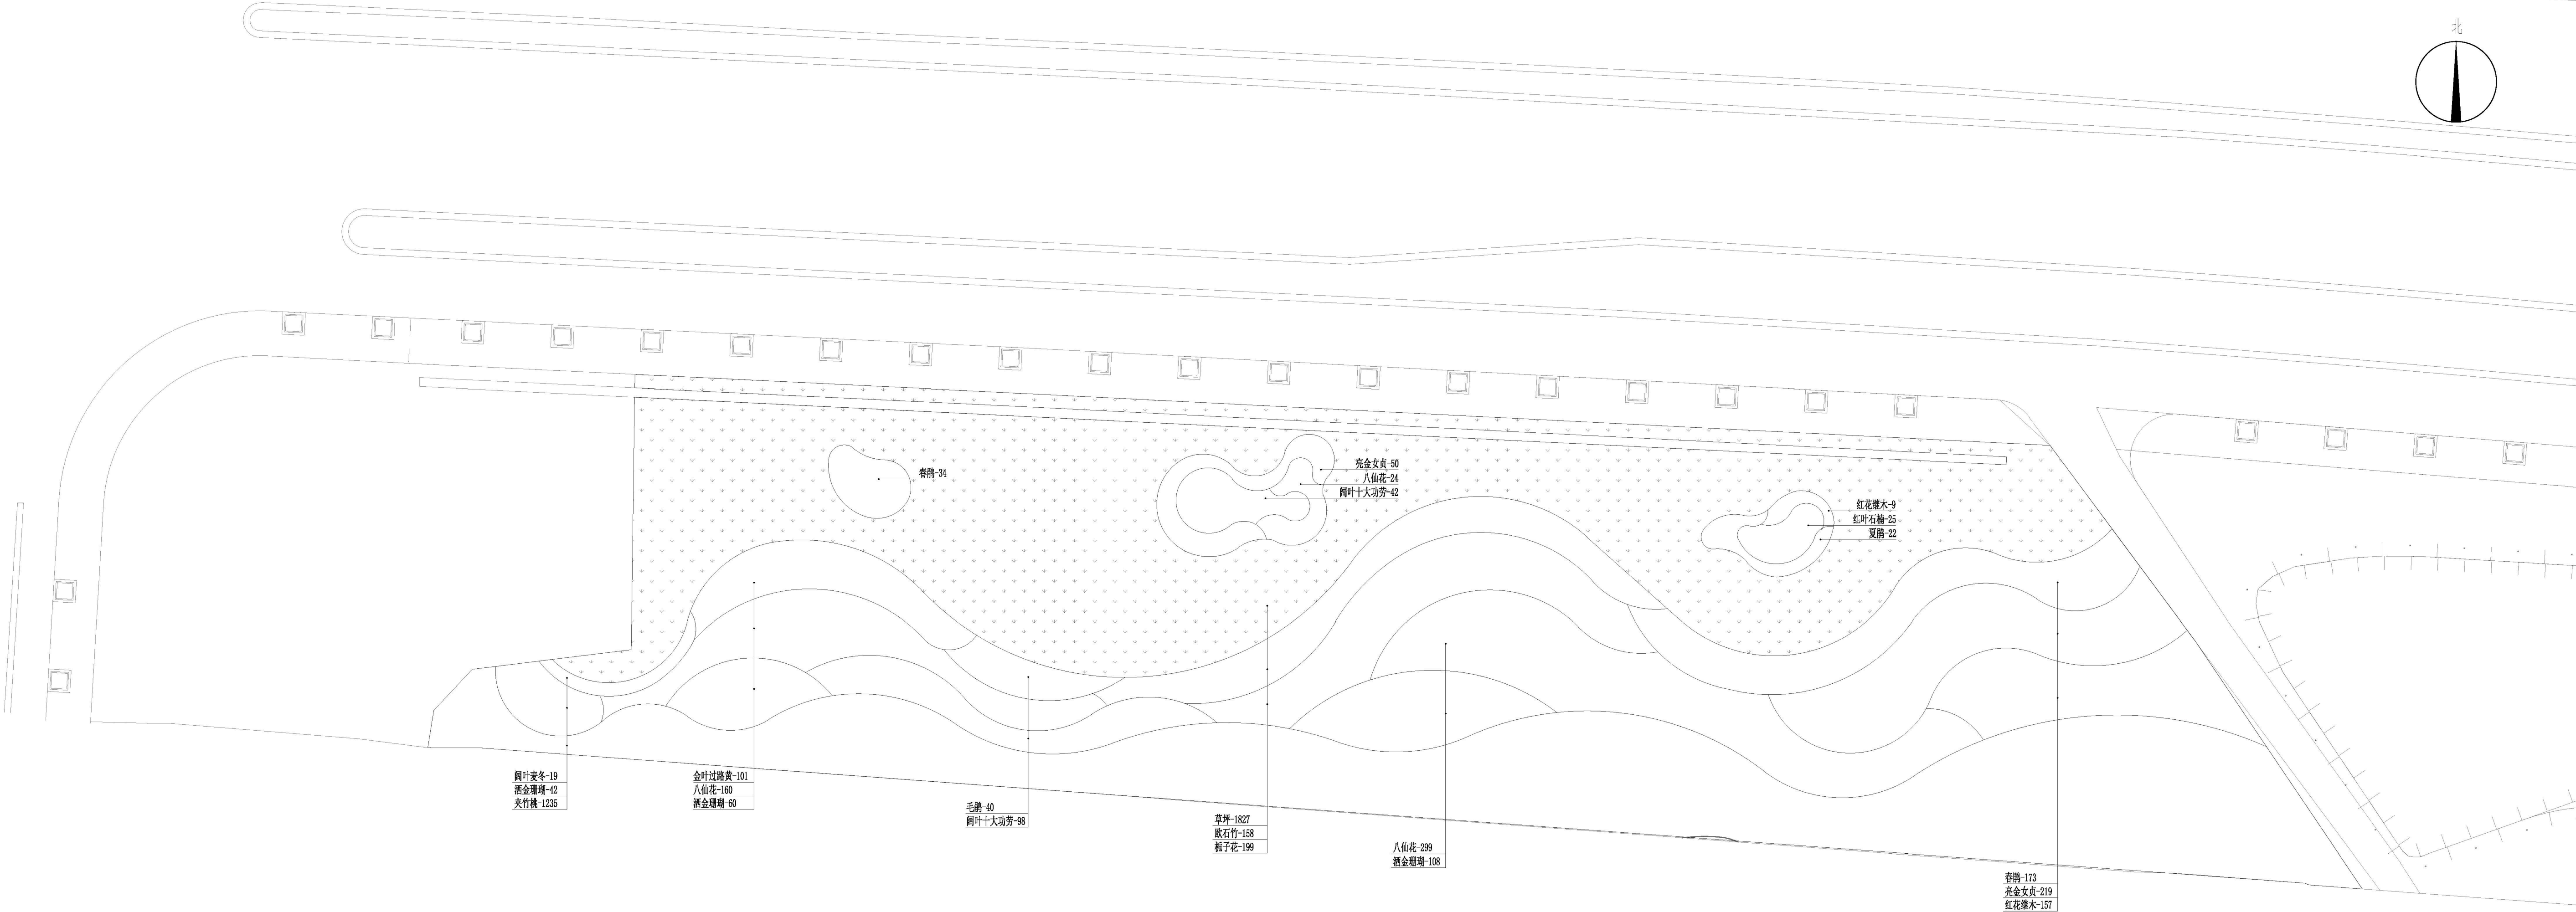 北
春鹃-34
亮金女贞-50
八仙花-24
阔叶十大功劳-42
红花继木-9
红叶石楠-25
夏鹃-22
阔叶麦冬-19
洒金珊瑚-42
夹竹桃-1235
金叶过路黄-101
八仙花-160
洒金珊瑚-60
毛鹃-40
阔叶十大功劳-98
草坪-1827
欧石竹-158
栀子花-199
八仙花-299
洒金珊瑚-108
春鹃-173
亮金女贞-219
红花继木-157